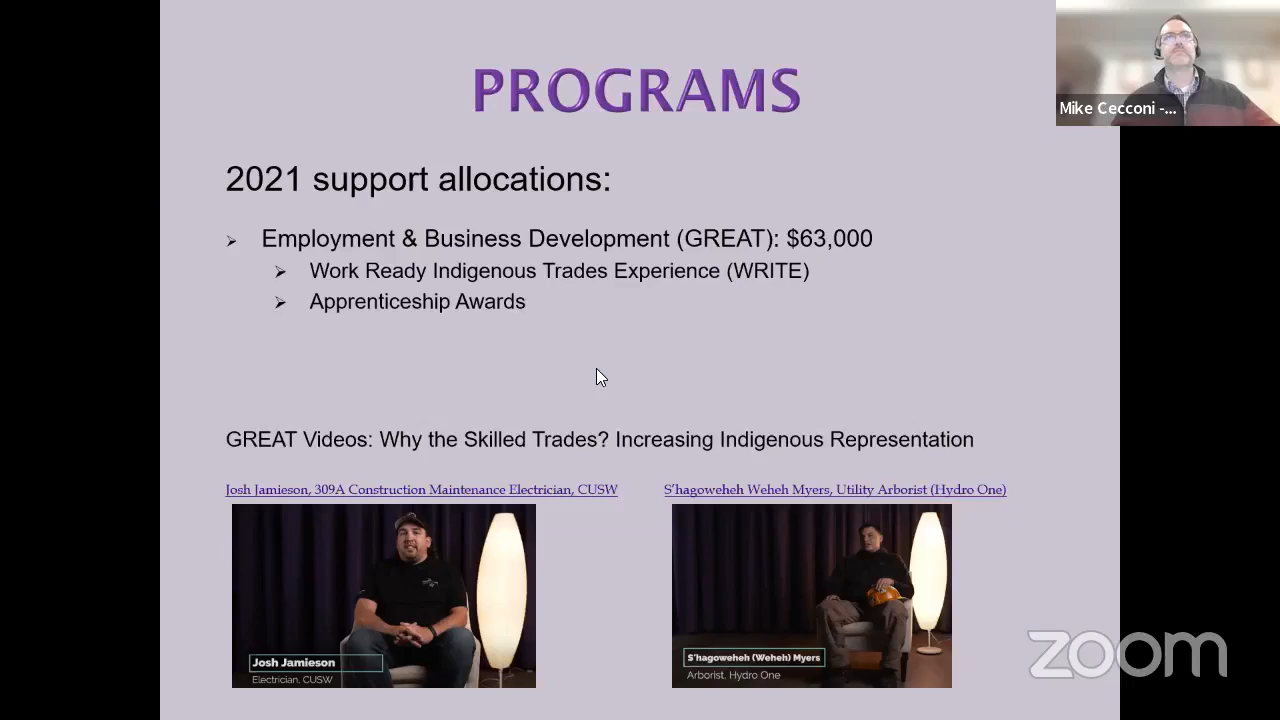 PROGRAMS
Mike Cecconi -...
2021 support allocations:
Employment & Business Development (GREAT): $63,000
Work Ready Indigenous Trades Experience (WRITE)
Apprenticeship Awards
GREAT Videos: Why the Skilled Trades? Increasing Indigenous Representation
Josh Jamieson, 309A Construction Maintenance Electrician, CUSW
S'hagoweheh Weheh Myers, Utility Arborist (Hydro One)
Josh Jamieson
Electrician, CUSW
S'hagoweheh (Weheh) Myers
Arborist, Hydro One
zoom